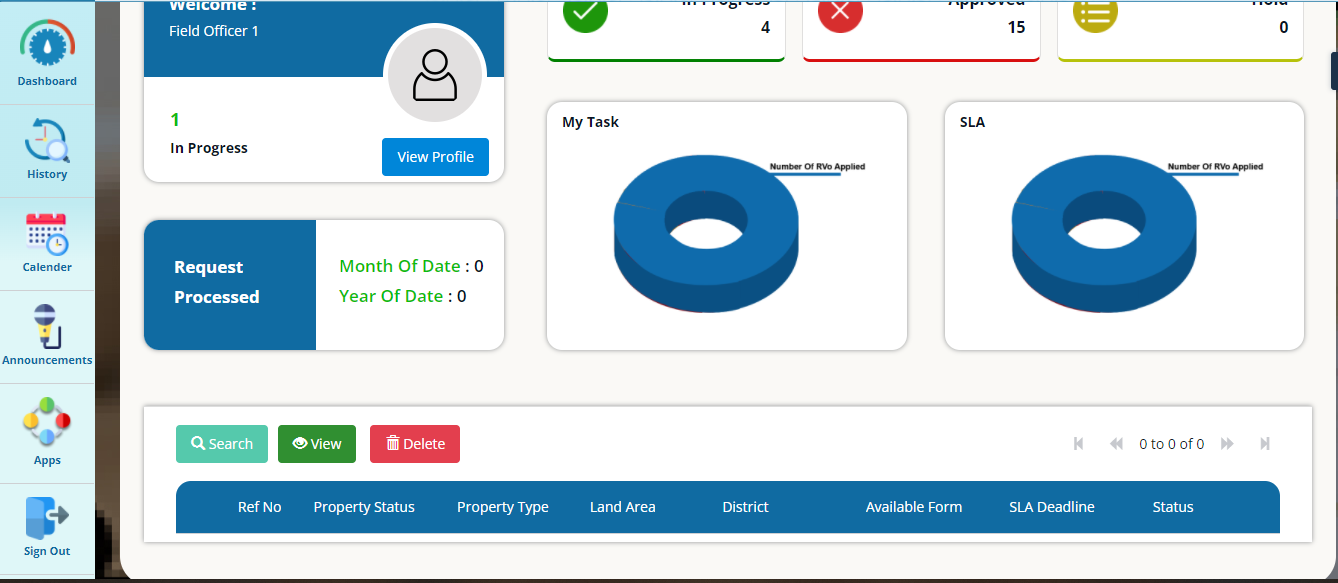 Dashboard
History
Calender
Announcements
Apps
Sign Out
Welcome !
Field Officer 1
1
In Progress
View Profile
In Progress
4
Approved
15
Hold
0
Request
Processed
Month Of Date : 0
Year Of Date : 0
My Task
Number Of RVo Applied
SLA
Number Of RVo Applied
Search
View
Delete
0 to 0 of 0
Ref No Property Status Property Type Land Area District Available Form SLA Deadline Status